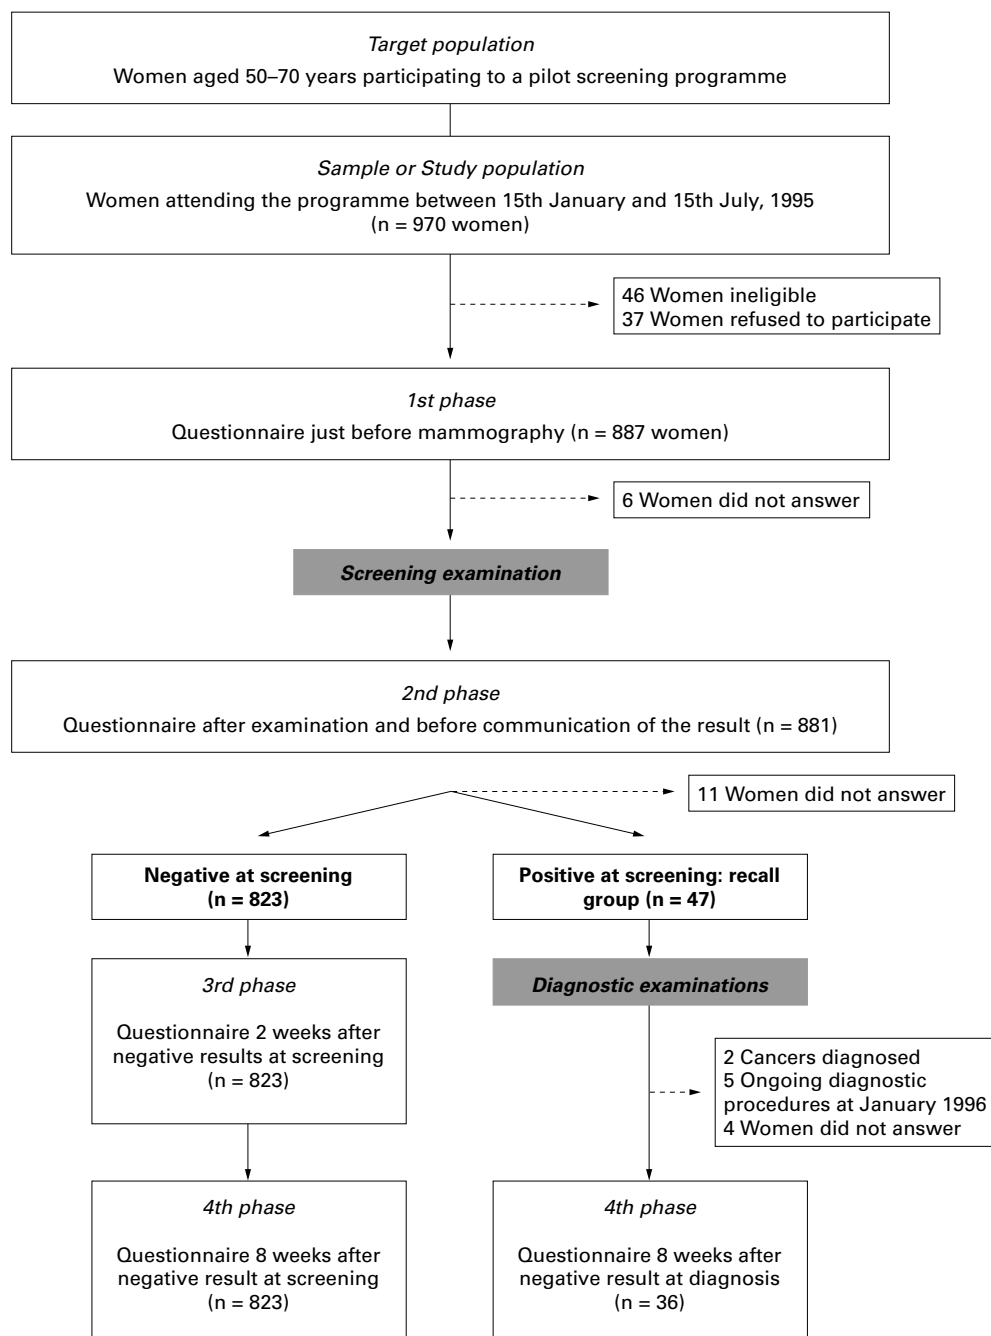 Target population
Women aged 50–70 years participating to a pilot screening programme
Sample or Study population
Women attending the programme between 15th January and 15th July, 1995
(n = 970 women)
46 Women ineligible
37 Women refused to participate
1st phase
Questionnaire just before mammography (n = 887 women)
6 Women did not answer
Screening examination
2nd phase
Questionnaire after examination and before communication of the result (n = 881)
11 Women did not answer
Negative at screening
(n = 823)
Positive at screening: recall
group (n = 47)
3rd phase
Questionnaire 2 weeks after
negative results at screening
(n = 823)
Diagnostic examinations
2 Cancers diagnosed
5 Ongoing diagnostic
procedures at January 1996
4 Women did not answer
4th phase
Questionnaire 8 weeks after
negative result at screening
(n = 823)
4th phase
Questionnaire 8 weeks after
negative result at diagnosis
(n = 36)